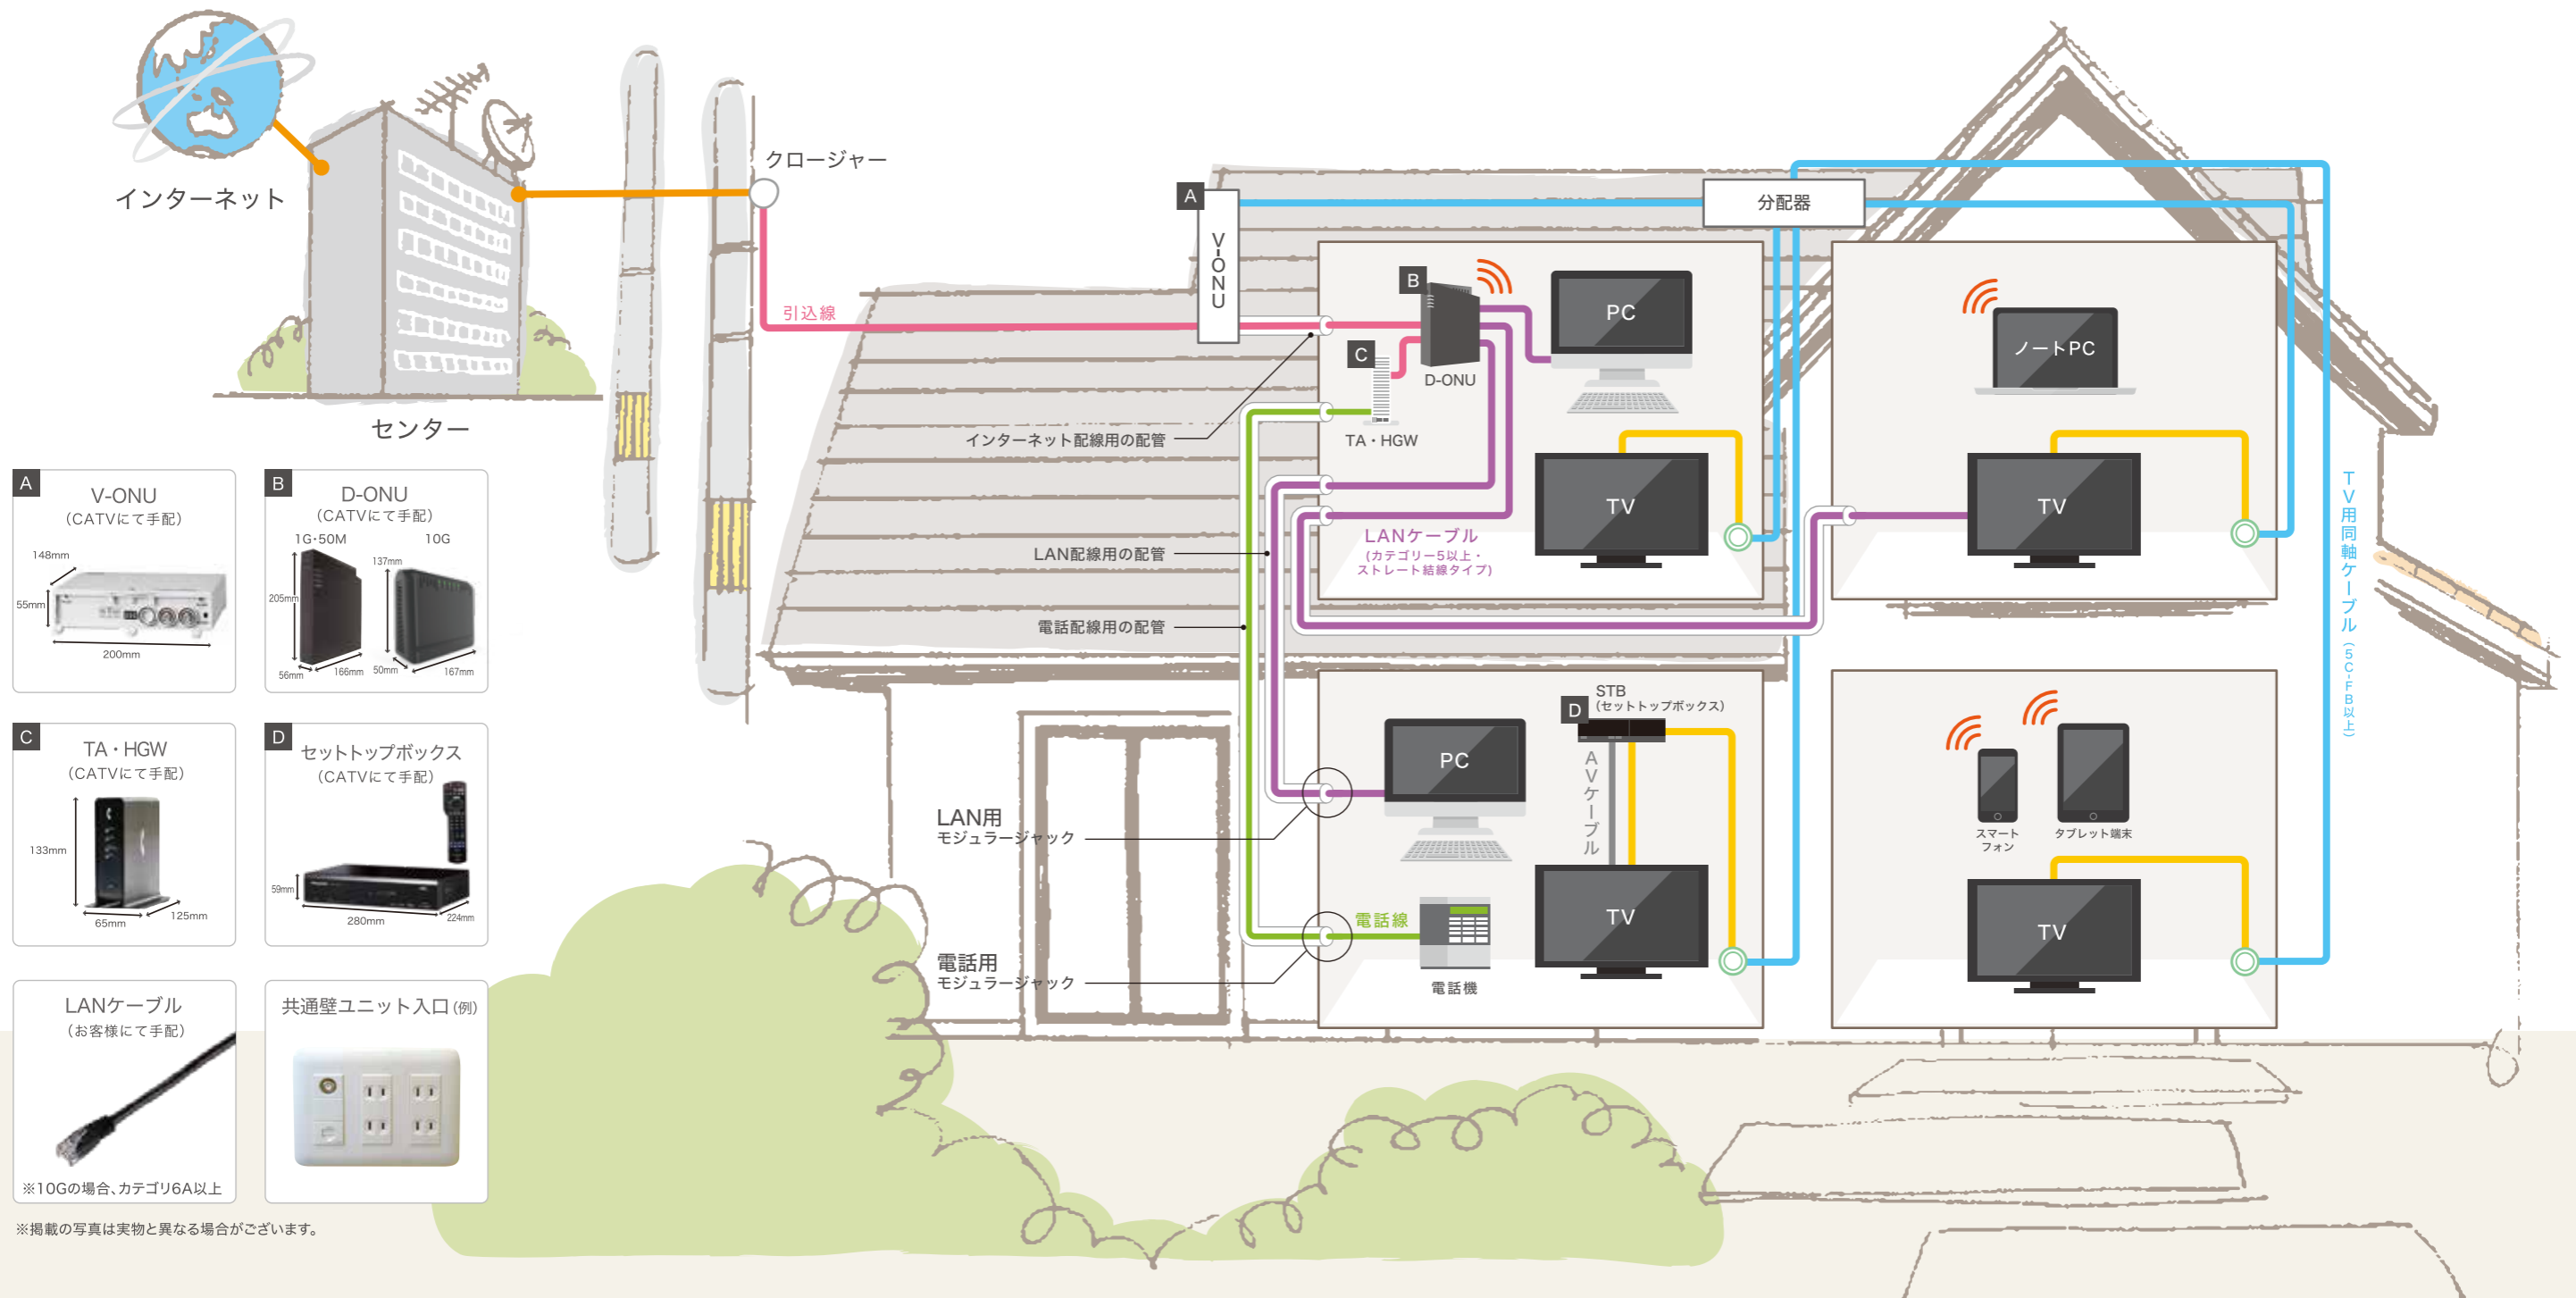 インターネット
センター
クロージャー
引込線
A
V-ONU
分配器
インターネット配線用の配管
LAN配線用の配管
電話配線用の配管
B
D-ONU
C
TA・HGW
PC
TV
LANケーブル
(カテゴリー5以上・
ストレート結線タイプ)
ノートPC
TV
TV用同軸ケーブル(5C-FB以上)
LAN用
モジュラージャック
電話用
モジュラージャック
PC
D
STB
(セットトップボックス)
AVケーブル
TV
電話線
電話機
スマート
フォン
タブレット端末
TV
A
V-ONU
(CATVにて手配)
148mm
55mm
200mm
B
D-ONU
(CATVにて手配)
1G・50M
10G
205mm
137mm
56mm
166mm
50mm
167mm
C
TA・HGW
(CATVにて手配)
133mm
65mm
125mm
D
セットトップボックス
(CATVにて手配)
59mm
280mm
224mm
LANケーブル
(お客様にて手配)
※10Gの場合、カテゴリ6A以上
共通壁ユニット入口(例)
※掲載の写真は実物と異なる場合がございます。